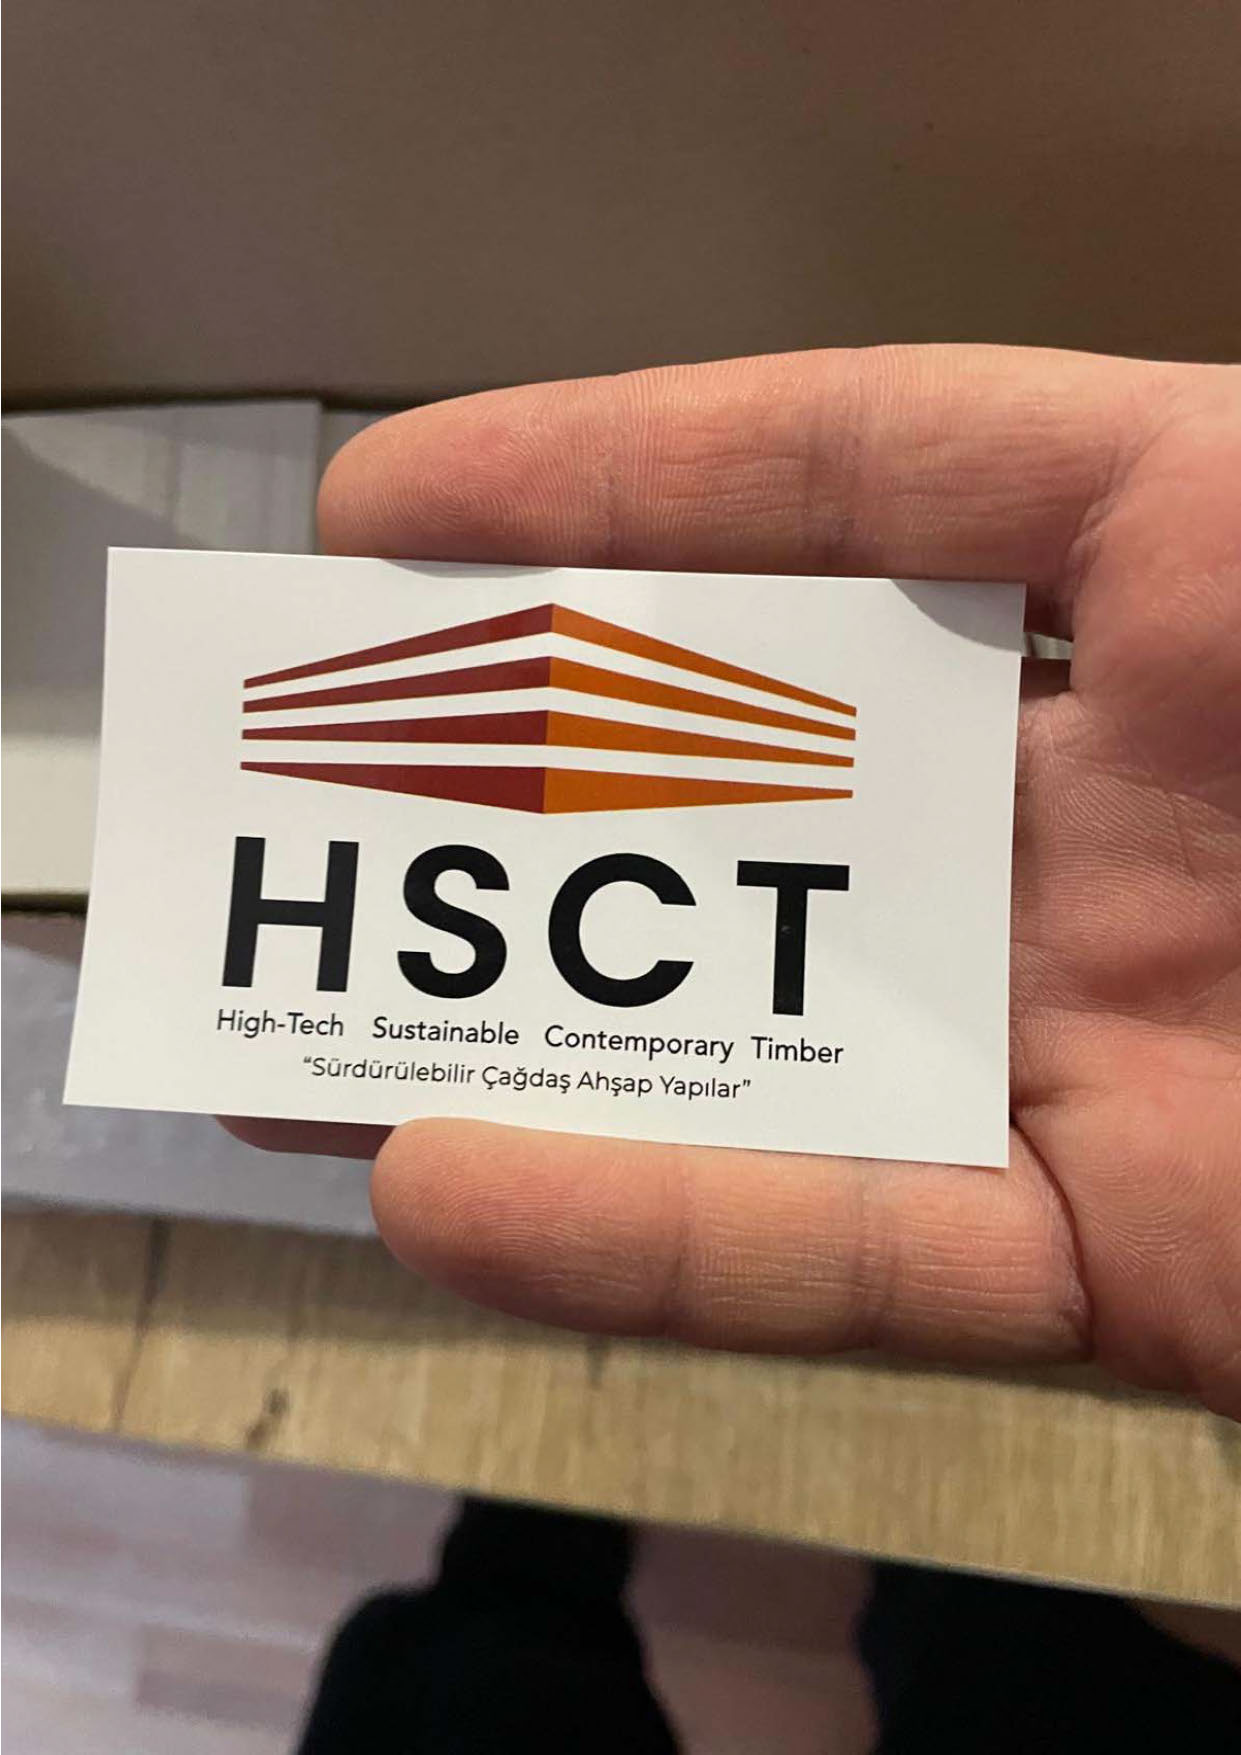 HSCT
High-Tech Sustainable Contemporary Timber
“Sürdürülebilir Çağdaş Ahşap Yapılar”